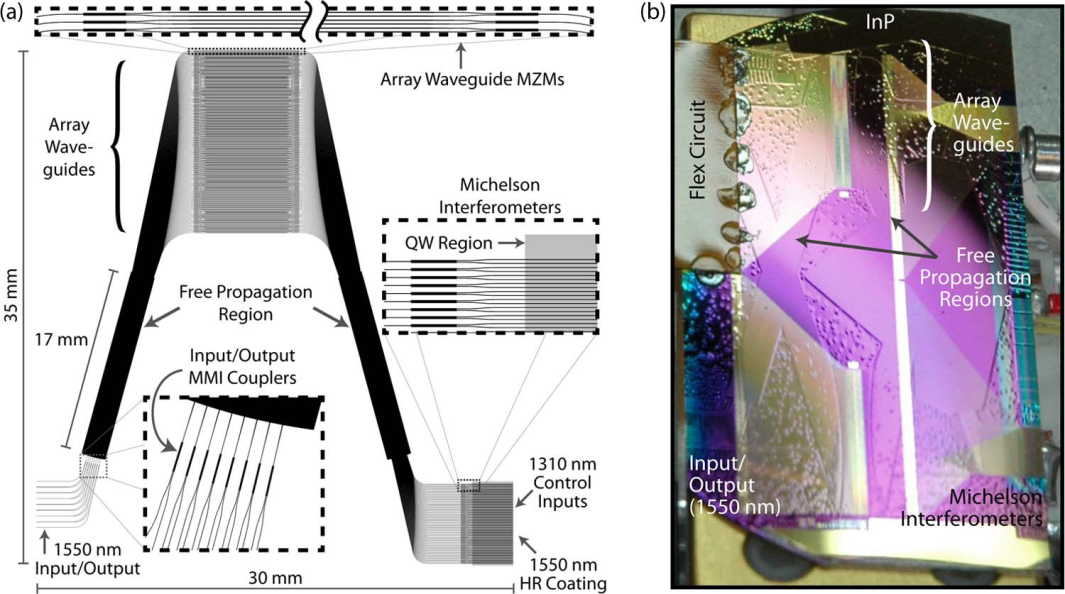 (a)
Array Waveguide MZMs
Array
Wave-
guides
35 mm
Michelson
Interferometers
QW Region
Free Propagation
Region
17 mm
Input/Output
MMI Couplers
1310 nm
Control
Inputs
1550 nm
Input/Output
1550 nm
HR Coating
30 mm
(b)
InP
Flex Circuit
Array
Wave-
guides
Free
Propagation
Regions
Input/
Output
(1550 nm)
Michelson
Interferometers